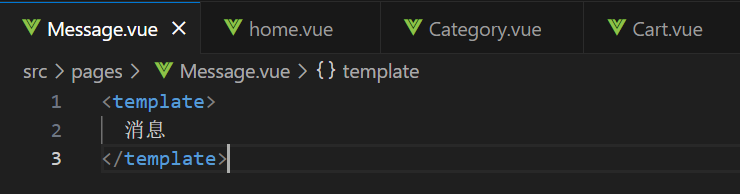 Message.vue × home.vue Category.vue Cart.vue
src > pages > Message.vue > {} template
1 <template>
2 消息
3 </template>